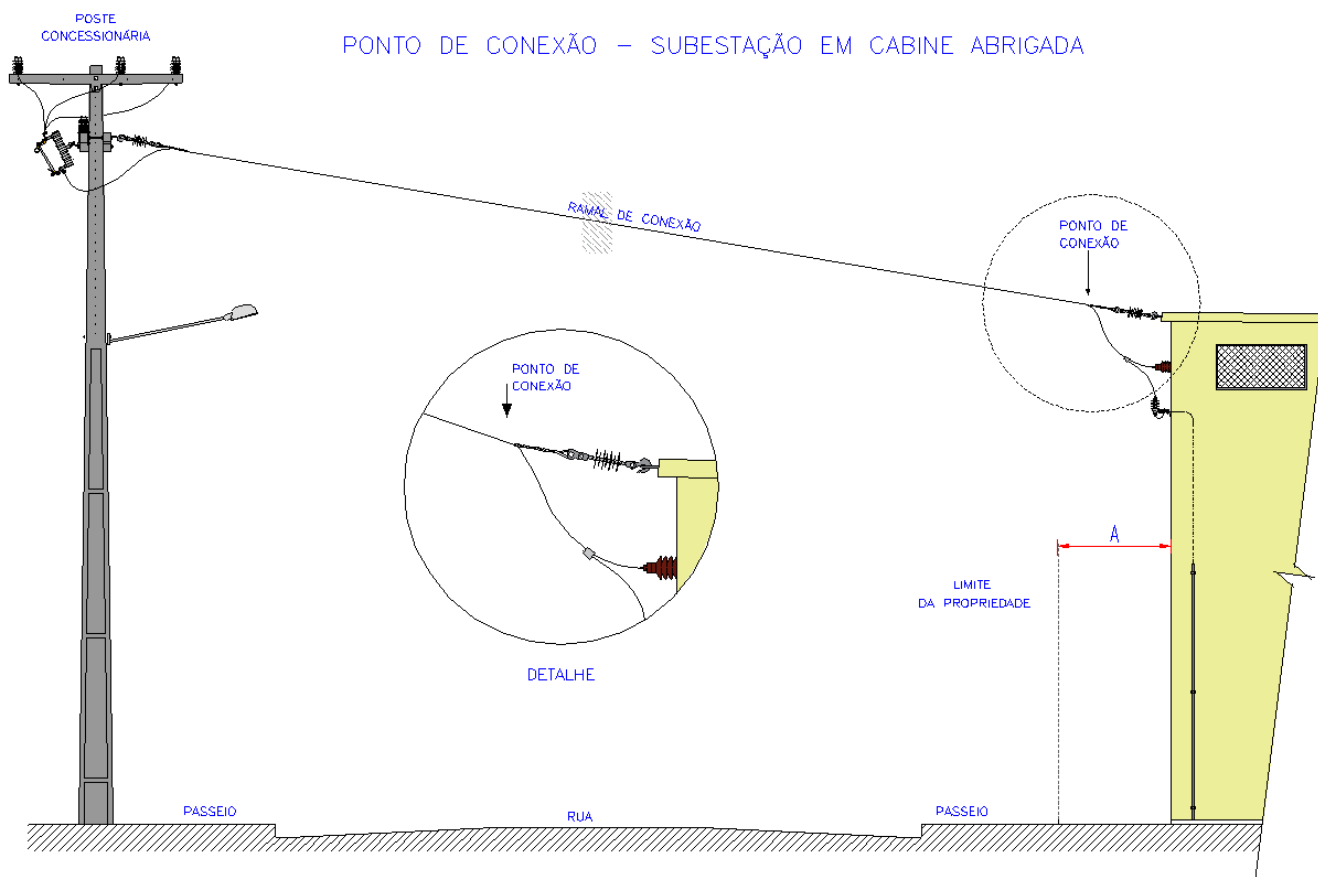 POSTE
CONCESSIONÁRIA
PONTO DE CONEXÃO – SUBESTAÇÃO EM CABINE ABRIGADA
RAMAL DE CONEXÃO
PONTO DE
CONEXÃO
PONTO DE
CONEXÃO
A
LIMITE
DA PROPRIEDADE
DETALHE
PASSEIO
RUA
PASSEIO